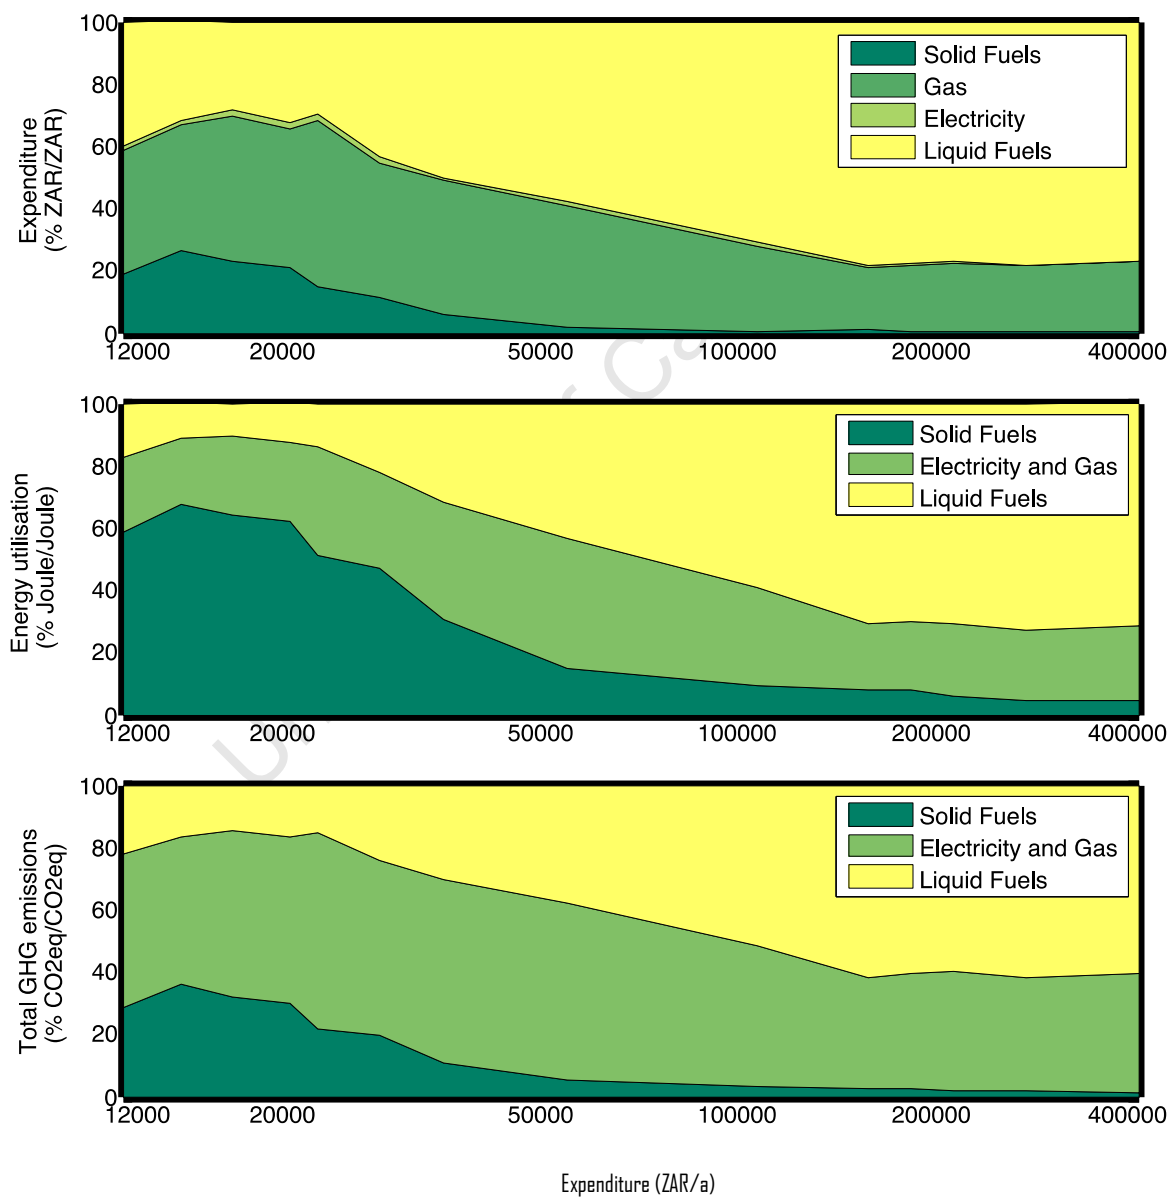 100
80
60
40
20
0
Expenditure
(% ZAR/ZAR)
Solid Fuels
Gas
Electricity
Liquid Fuels
12000 20000 50000 100000 200000 400000
100
80
60
40
20
0
Energy utilisation
(% Joule/Joule)
Solid Fuels
Electricity and Gas
Liquid Fuels
12000 20000 50000 100000 200000 400000
100
80
60
40
20
0
Total GHG emissions
(% CO2eq/CO2eq)
Solid Fuels
Electricity and Gas
Liquid Fuels
12000 20000 50000 100000 200000 400000
Expenditure (ZAR/a)